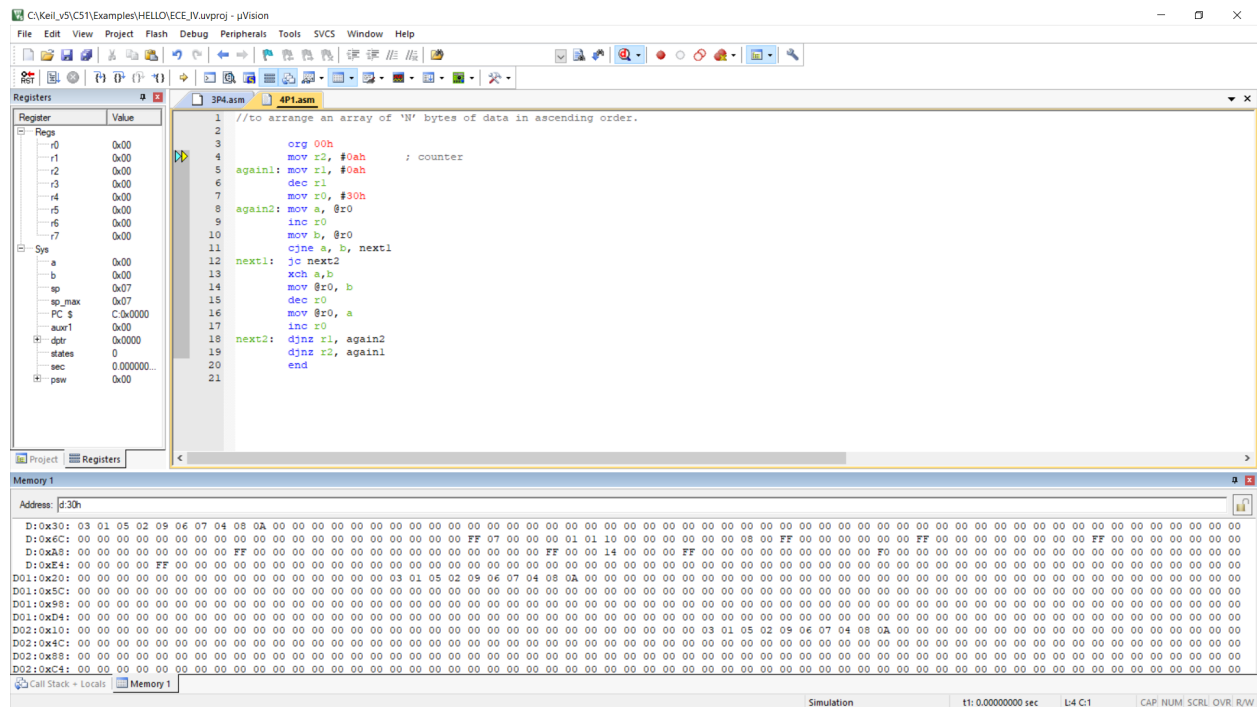 C:\Keil_v5\C51\Examples\HELLO\ECE_IV.uvproj - µVision
File Edit View Project Flash Debug Peripherals Tools SVCS Window Help
RST
Registers
3P4.asm 4P1.asm
Register Value
Regs
r0 0x00
r1 0x00
r2 0x00
r3 0x00
r4 0x00
r5 0x00
r6 0x00
r7 0x00
Sys
a 0x00
b 0x00
sp 0x07
sp_max 0x07
PC $ C:0x0000
auxr1 0x00
dptr 0x0000
states 0
sec 0.000000...
psw 0x00
Project Registers
1 //to arrange an array of ‘N’ bytes of data in ascending order.
2
3 org 00h
4 mov r2, #0ah ; counter
5 again1: mov r1, #0ah
6 dec r1
7 mov r0, #30h
8 again2: mov a, @r0
9 inc r0
10 mov b, @r0
11 cjne a, b, next1
12 next1: jc next2
13 xch a,b
14 mov @r0, b
15 dec r0
16 mov @r0, a
17 inc r0
18 next2: djnz r1, again2
19 djnz r2, again1
20 end
21
Memory 1
Address: d:30h
D:0x30: 03 01 05 02 09 06 07 04 08 0A 00 00 00 00 00 00 00 00 00 00 00 00 00 00 00 00 00 00 00 00 00 00 00 00 00 00 00 00 00 00 00 00 00 00 00 00 00 00 00 00 00 00 00 00 00 00 00 00 00 00
D:0x6C: 00 00 00 00 00 00 00 00 00 00 00 00 00 00 00 00 00 00 00 00 FF 07 00 00 00 01 01 10 00 00 00 00 00 00 08 00 FF 00 00 00 00 00 00 FF 00 00 00 00 00 00 00 00 FF 00 00 00 00 00 00 00
D:0xA8: 00 00 00 00 00 00 00 00 FF 00 00 00 00 00 00 00 00 00 00 00 00 00 00 00 FF 00 00 14 00 00 00 FF 00 00 00 00 00 00 00 00 00 F0 00 00 00 00 00 00 00 00 00 00 00 00 00 00 00 00 00 00
D:0xE4: 00 00 00 00 FF 00 00 00 00 00 00 00 00 00 00 00 00 00 00 00 00 00 00 00 00 00 00 00 00 00 00 00 00 00 00 00 00 00 00 00 00 00 00 00 00 00 00 00 00 00 00 00 00 00 00 00 00 00 00 00
D01:0x20: 00 00 00 00 00 00 00 00 00 00 00 00 00 00 00 00 03 01 05 02 09 06 07 04 08 0A 00 00 00 00 00 00 00 00 00 00 00 00 00 00 00 00 00 00 00 00 00 00 00 00 00 00 00 00 00 00 00 00 00 00
D01:0x5C: 00 00 00 00 00 00 00 00 00 00 00 00 00 00 00 00 00 00 00 00 00 00 00 00 00 00 00 00 00 00 00 00 00 00 00 00 00 00 00 00 00 00 00 00 00 00 00 00 00 00 00 00 00 00 00 00 00 00 00 00
D01:0x98: 00 00 00 00 00 00 00 00 00 00 00 00 00 00 00 00 00 00 00 00 00 00 00 00 00 00 00 00 00 00 00 00 00 00 00 00 00 00 00 00 00 00 00 00 00 00 00 00 00 00 00 00 00 00 00 00 00 00 00 00
D01:0xD4: 00 00 00 00 00 00 00 00 00 00 00 00 00 00 00 00 00 00 00 00 00 00 00 00 00 00 00 00 00 00 00 00 00 00 00 00 00 00 00 00 00 00 00 00 00 00 00 00 00 00 00 00 00 00 00 00 00 00 00 00
D02:0x10: 00 00 00 00 00 00 00 00 00 00 00 00 00 00 00 00 00 00 00 00 00 00 00 00 00 00 00 00 00 00 00 00 03 01 05 02 09 06 07 04 08 0A 00 00 00 00 00 00 00 00 00 00 00 00 00 00 00 00 00 00
D02:0x4C: 00 00 00 00 00 00 00 00 00 00 00 00 00 00 00 00 00 00 00 00 00 00 00 00 00 00 00 00 00 00 00 00 00 00 00 00 00 00 00 00 00 00 00 00 00 00 00 00 00 00 00 00 00 00 00 00 00 00 00 00
D02:0x88: 00 00 00 00 00 00 00 00 00 00 00 00 00 00 00 00 00 00 00 00 00 00 00 00 00 00 00 00 00 00 00 00 00 00 00 00 00 00 00 00 00 00 00 00 00 00 00 00 00 00 00 00 00 00 00 00 00 00 00 00
D02:0xC4: 00 00 00 00 00 00 00 00 00 00 00 00 00 00 00 00 00 00 00 00 00 00 00 00 00 00 00 00 00 00 00 00 00 00 00 00 00 00 00 00 00 00 00 00 00 00 00 00 00 00 00 00 00 00 00 00 00 00 00 00
Call Stack + Locals Memory 1
Simulation t1: 0.00000000 sec L:4 C:1 CAP NUM SCRL OVR R/W